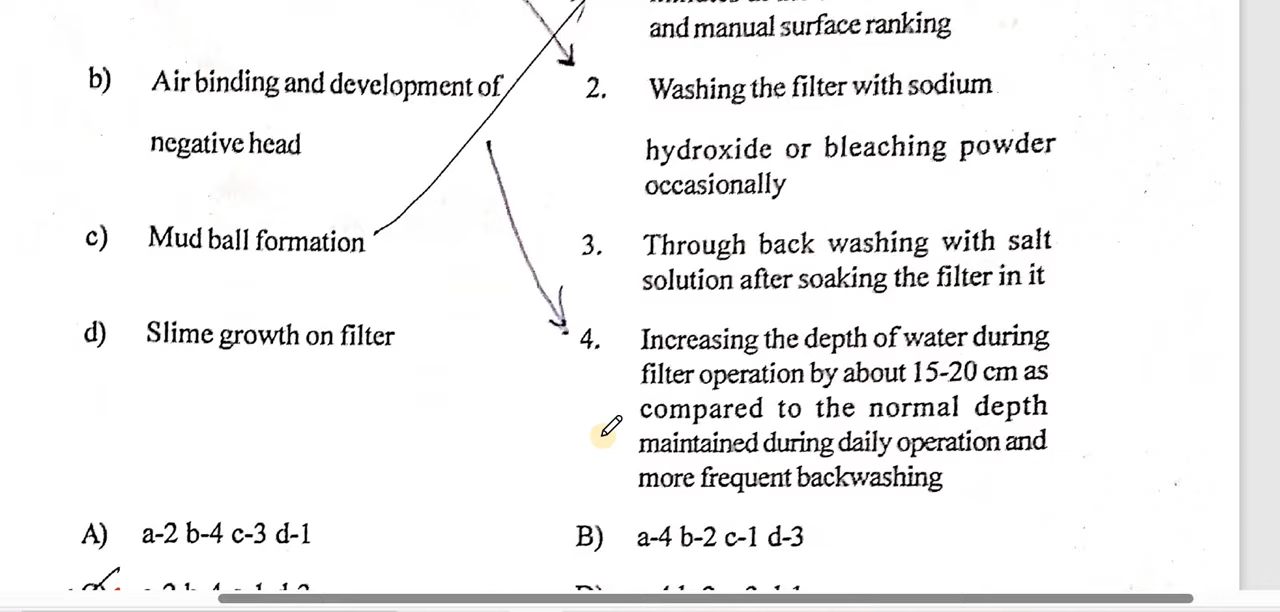 and manual surface ranking
b) Air binding and development of
negative head
2. Washing the filter with sodium
hydroxide or bleaching powder
occasionally
c) Mud ball formation
3. Through back washing with salt
solution after soaking the filter in it
d) Slime growth on filter
4. Increasing the depth of water during
filter operation by about 15-20 cm as
compared to the normal depth
maintained during daily operation and
more frequent backwashing
A) a-2 b-4 c-3 d-1
B) a-4 b-2 c-1 d-3